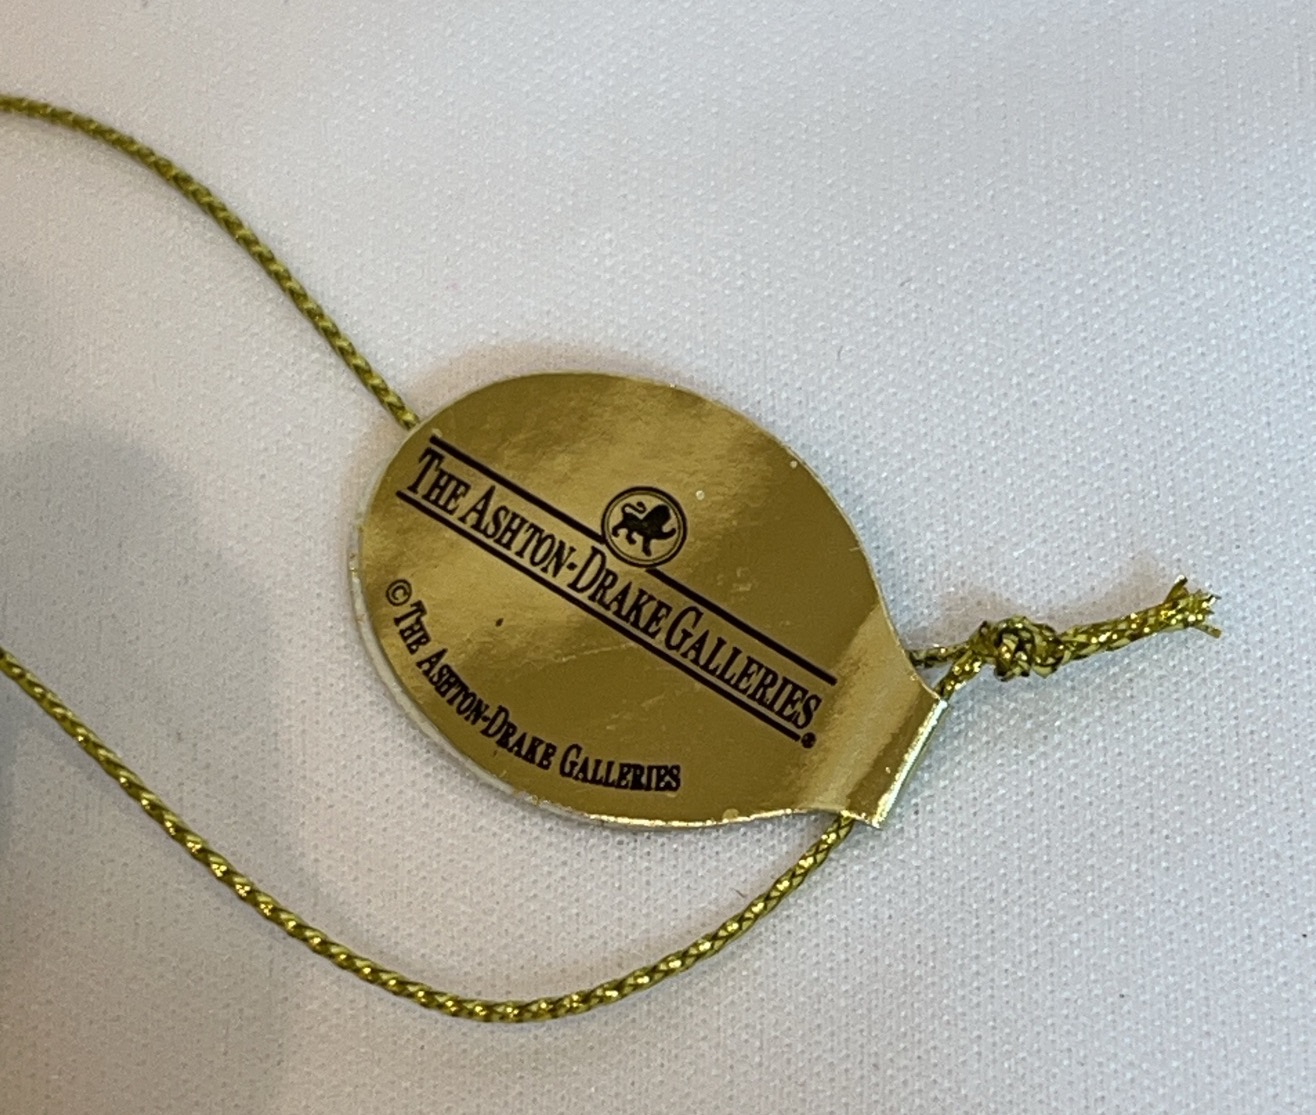 THE ASHTON-DRAKE GALLERIES®
© THE ASHTON-DRAKE GALLERIES